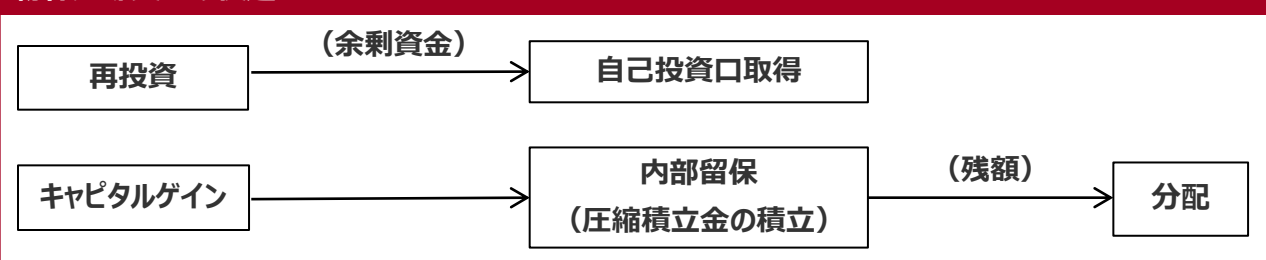 （余剰資金）
再投資
自己投資口取得
キャピタルゲイン
内部留保
（圧縮積立金の積立）
（残額）
分配